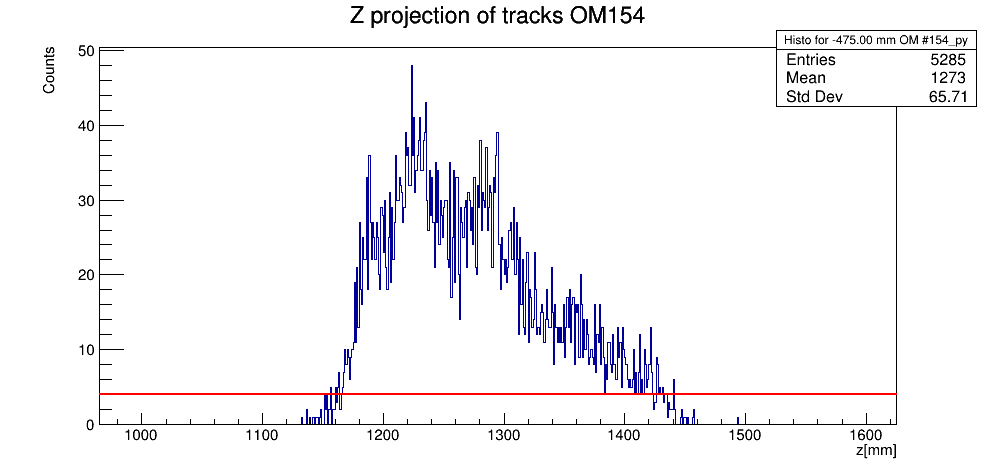 Z projection of tracks OM154
Histo for -475.00 mm OM #154_py
Entries 5285
Mean 1273
Std Dev 65.71
Counts
50
40
30
20
10
0
1000 1100 1200 1300 1400 1500 1600
z[mm]